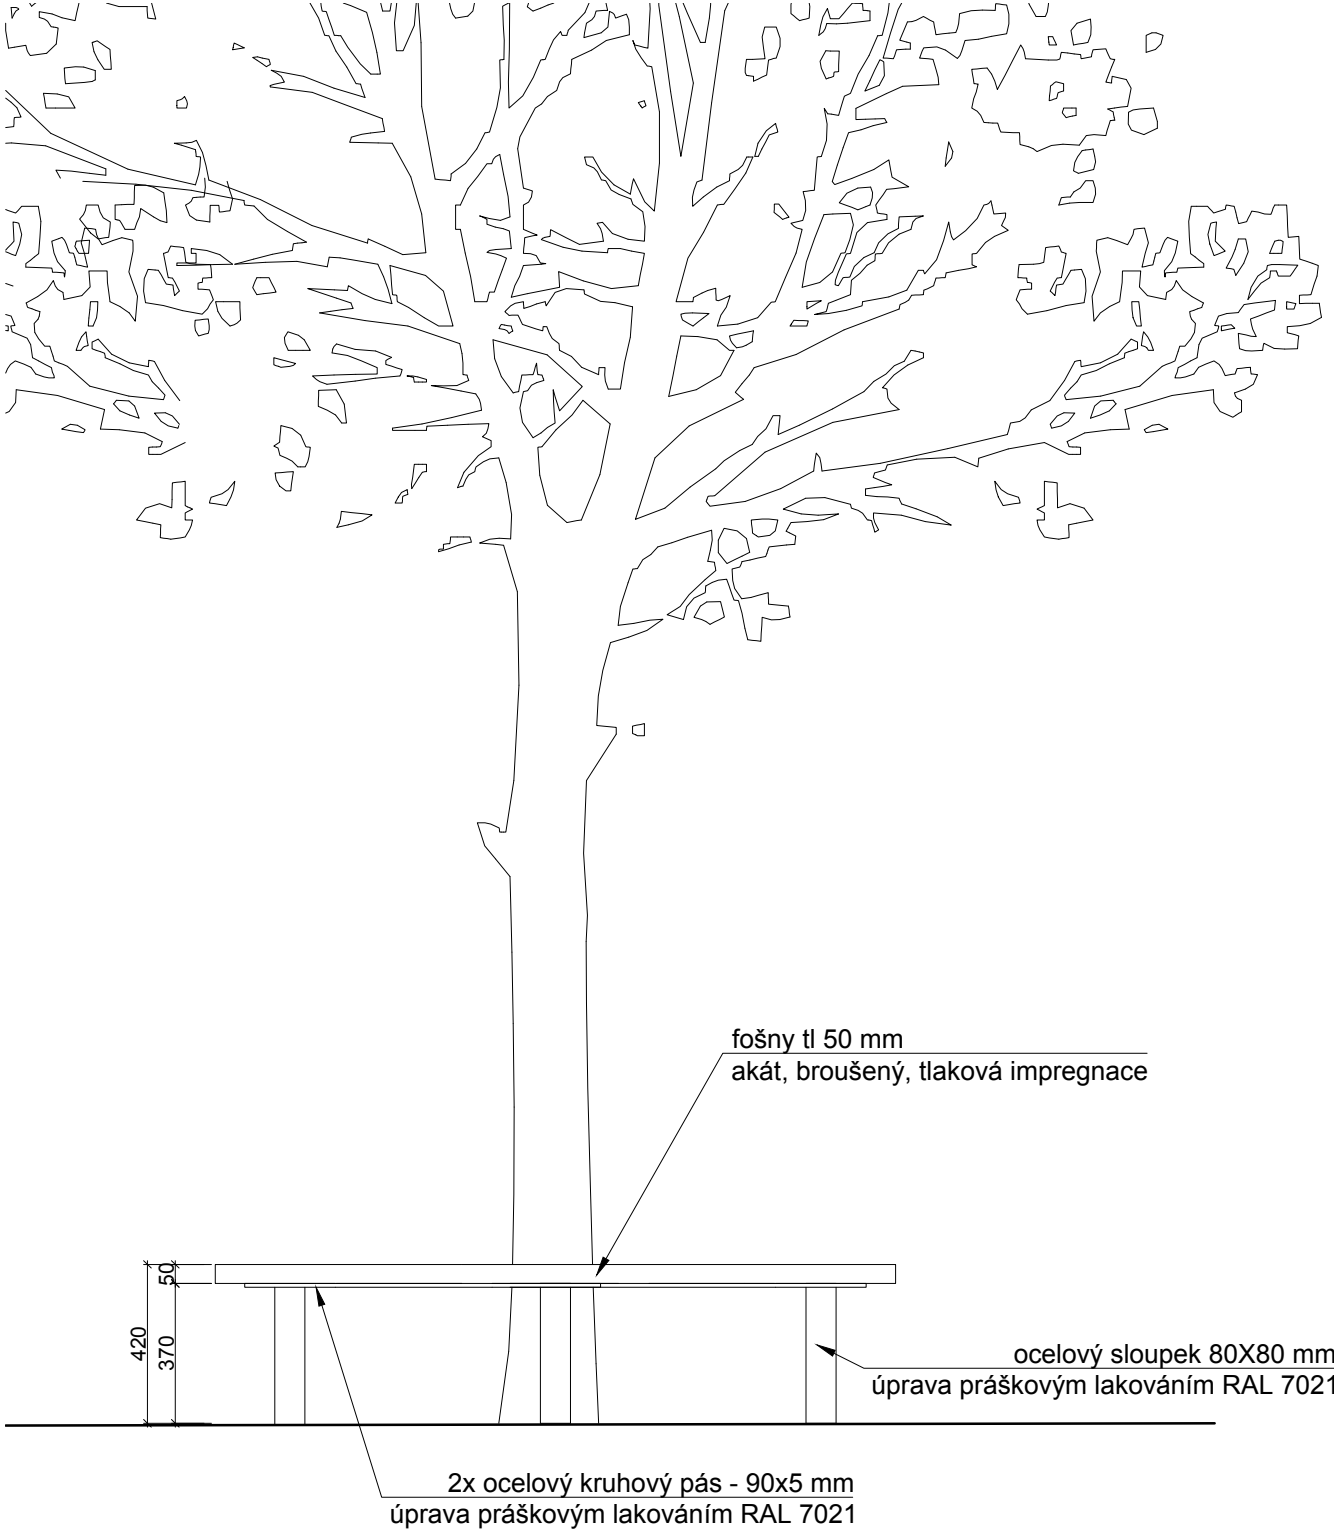 fošny tl 50 mm
akát, broušený, tlaková impregnace
50
420
370
ocelový sloupek 80X80 mm
úprava práškovým lakováním RAL 7021
2x ocelový kruhový pás - 90x5 mm
úprava práškovým lakováním RAL 7021